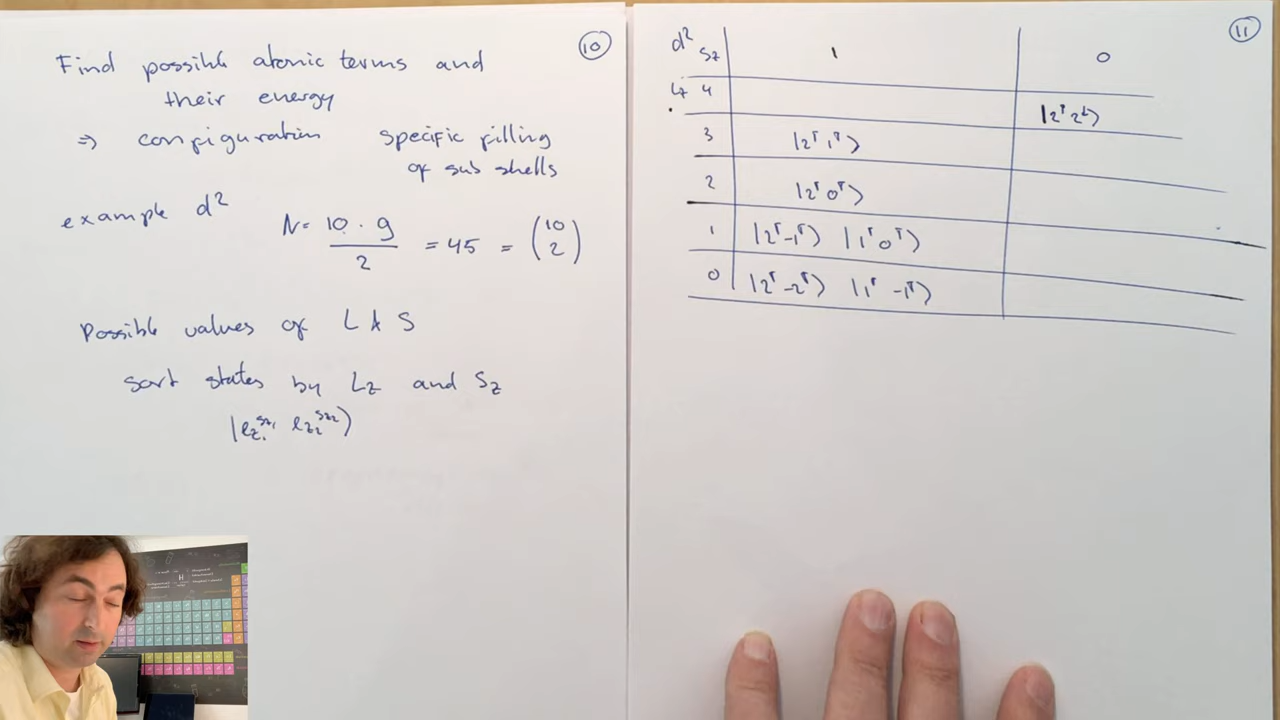 10
Find possible atomic terms and
their energy
⇒ configuration specific filling
of sub shells
example d²
N = 10 · 9 / 2 = 45 = (10 2)
Possible values of L & S
sort states by Lz and Sz
|ℓz₁^sz₁ ℓz₂^sz₂⟩
11
d² Sz 1 0
Lz 4 |2↑ 2↓⟩
3 |2↑ 1↑⟩
2 |2↑ 0↑⟩
1 |2↑ -1↑⟩ |1↑ 0↑⟩
0 |2↑ -2↑⟩ |1↑ -1↑⟩